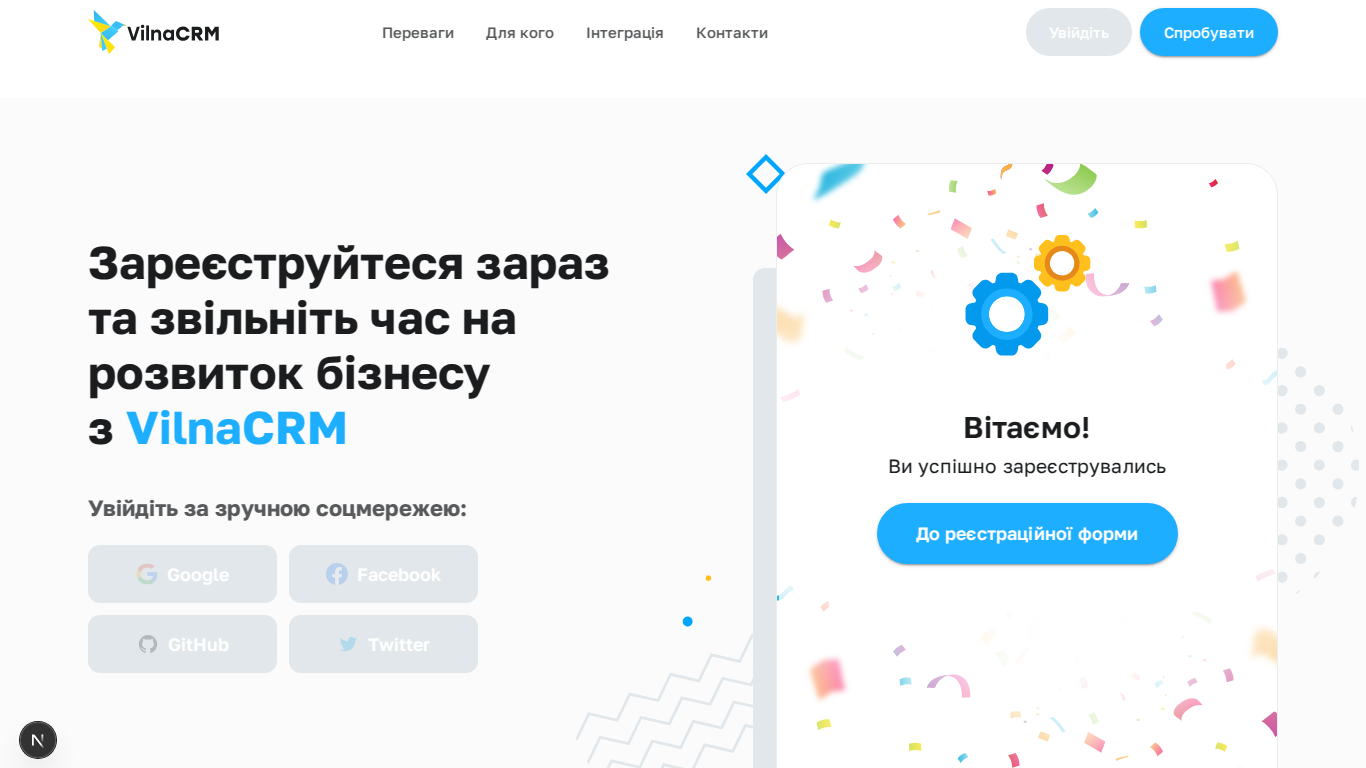 VilnaCRM
Переваги
Для кого
Інтеграція
Контакти
Увійдіть
Спробувати
Зареєструйтеся зараз
та звільніть час на
розвиток бізнесу
з VilnaCRM
Увійдіть за зручною соцмережею:
Google
Facebook
GitHub
Twitter
Вітаємо!
Ви успішно зареєструвались
До реєстраційної форми
N